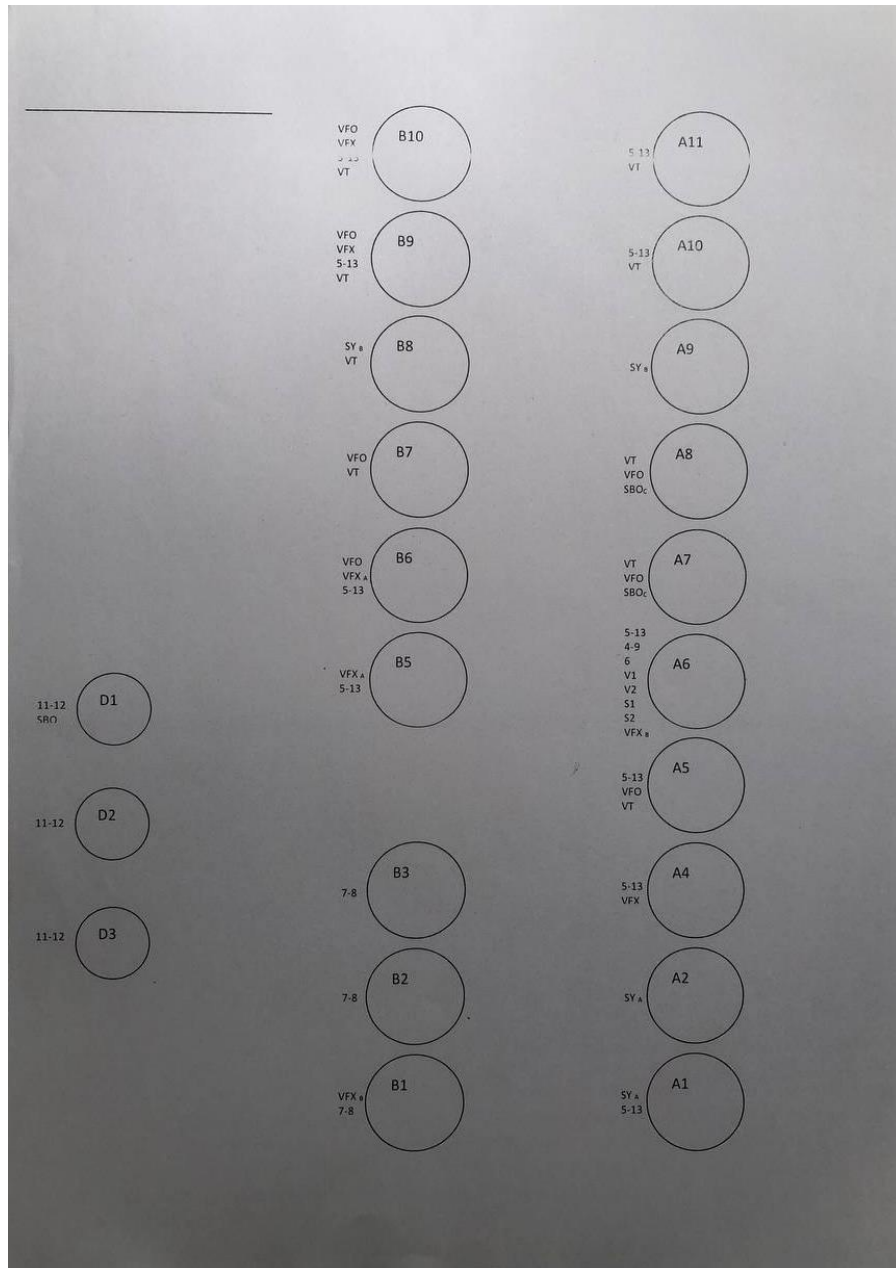 VFO
VFX
5-13
VT
B10
VFO
VFX
5-13
VT
B9
SY B
VT
B8
VFO
VT
B7
VFO
VFX A
5-13
B6
VFX A
5-13
B5
7-8
B3
7-8
B2
VFX B
7-8
B1
5-13
VT
A11
5-13
VT
A10
SY B
A9
VT
VFO
SBOC
A8
VT
VFO
SBOC
A7
5-13
4-9
6
V1
V2
S1
S2
VFX B
A6
5-13
VFO
VT
A5
5-13
VFX
A4
SY A
A2
SY A
5-13
A1
11-12
SBO
D1
11-12
D2
11-12
D3